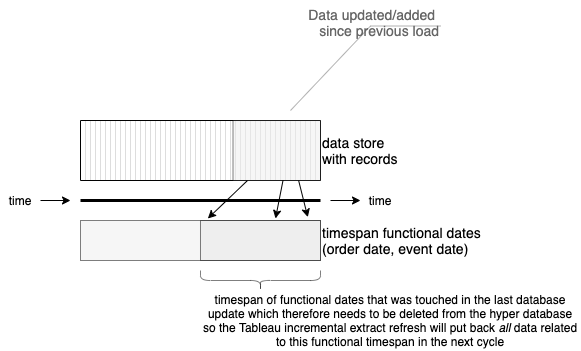 Data updated/added
since previous load
data store
with records
time
time
timespan functional dates
(order date, event date)
timespan of functional dates that was touched in the last database
update which therefore needs to be deleted from the hyper database
so the Tableau incremental extract refresh will put back all data related
to this functional timespan in the next cycle